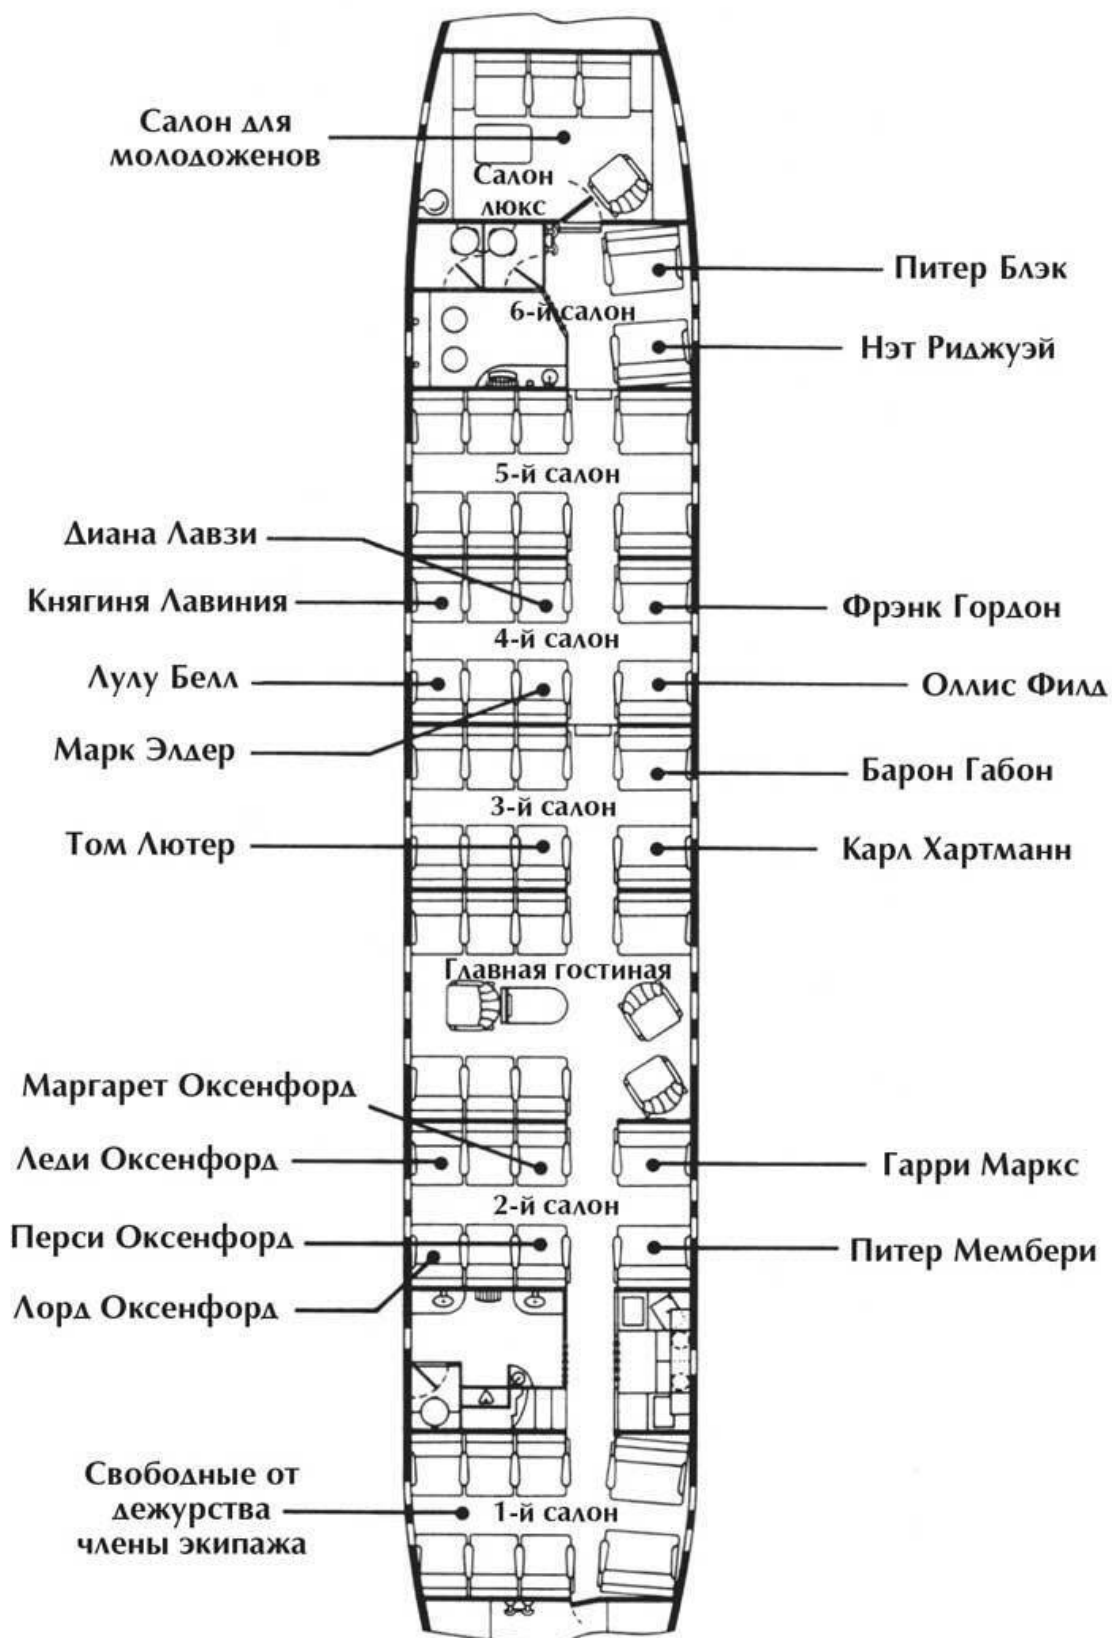 Салон для
молодоженов
Салон
люкс
Питер Блэк
6-й салон
Нэт Риджуэй
5-й салон
Диана Лавзи
Княгиня Лавиния
Фрэнк Гордон
4-й салон
Лулу Белл
Оллис Филд
Марк Элдер
Барон Габон
3-й салон
Том Лютер
Карл Хартманн
Главная гостиная
Маргарет Оксенфорд
Леди Оксенфорд
Гарри Маркс
2-й салон
Перси Оксенфорд
Питер Мембери
Лорд Оксенфорд
Свободные от
дежурства
члены экипажа
1-й салон